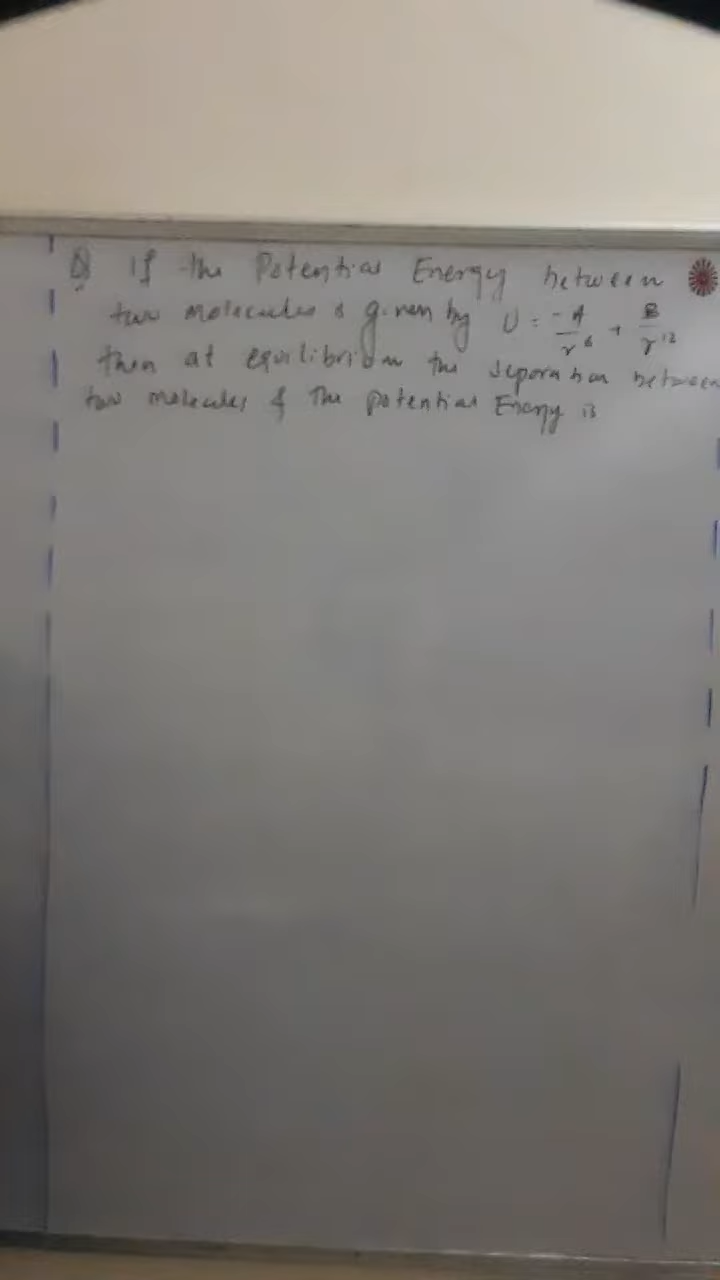 Q If the Potential Energy between
two molecules is given by U = -A/r⁶ + B/r¹²
then at equilibrium the separation between
two molecules & the potential Energy is